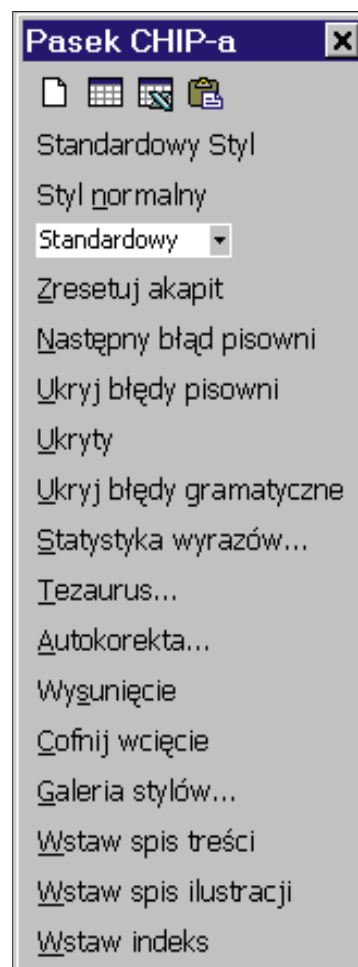 Pasek CHIP-a
Standardowy Styl
Styl normalny
Standardowy
Zresetuj akapit
Następny błąd pisowni
Ukryj błędy pisowni
Ukryty
Ukryj błędy gramatyczne
Statystyka wyrazów...
Tezaurus...
Autokorekta...
Wysunięcie
Cofnij wcięcie
Galeria stylów...
Wstaw spis treści
Wstaw spis ilustracji
Wstaw indeks